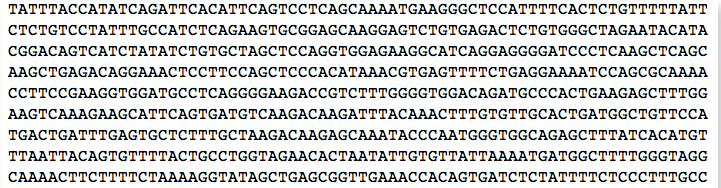 TATTTACCATATCAGATTCACATTCAGTCCTCAGCAAAATGAAGGGCTCCATTTTCACTCTGTTTTTATT
CTCTGTCCTATTTGCCATCTCAGAAGTGCGGAGCAAGGAGTCTGTGAGACTCTGTGGGCTAGAATACATA
CGGACAGTCATCTATATCTGTGCTAGCTCCAGGTGGAGAAGGCATCAGGAGGGGATCCCTCAAGCTCAGC
AAGCTGAGACAGGAAACTCCTTCCAGCTCCCACATAAACGTGAGTTTTCTGAGGAAAATCCAGCGCAAAA
CCTTCCGAAGGTGGATGCCTCAGGGGAAGACCGTCTTTGGGGTGGACAGATGCCCACTGAAGAGCTTTGG
AAGTCAAAGAAGCATTCAGTGATGTCAAGACAAGATTTACAAACTTTGTGTTGCACTGATGGCTGTTCCA
TGACTGATTTGAGTGCTCTTTGCTAAGACAAGAGCAAATACCCAATGGGTGGCAGAGCTTTATCACATGT
TTAATTACAGTGTTTTACTGCCTGGTAGAACACTAATATTGTGTTATTAAAATGATGGCTTTTGGGTAGG
CAAAACTTCTTTTCTAAAAGGTATAGCTGAGCGGTTGAAACCACAGTGATCTCTATTTTCTCCCTTTGCC